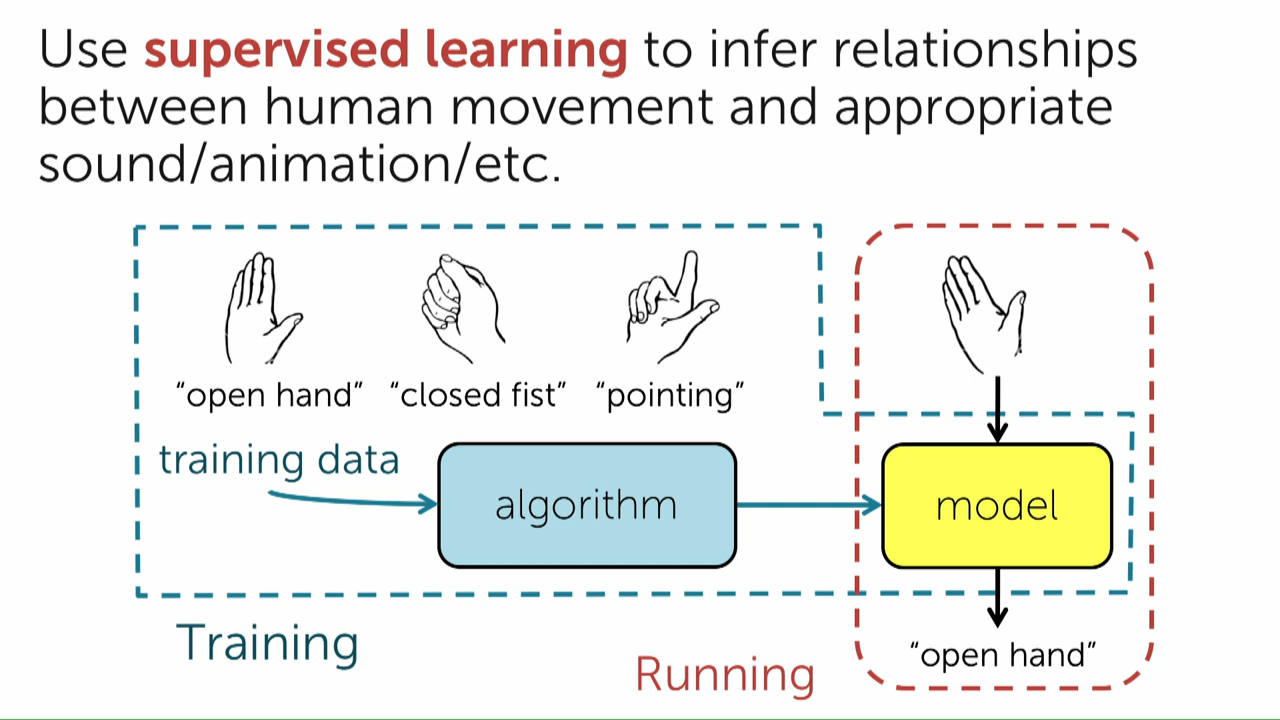 Use supervised learning to infer relationships
between human movement and appropriate
sound/animation/etc.
“open hand” “closed fist” “pointing”
training data
algorithm
model
“open hand”
Training
Running